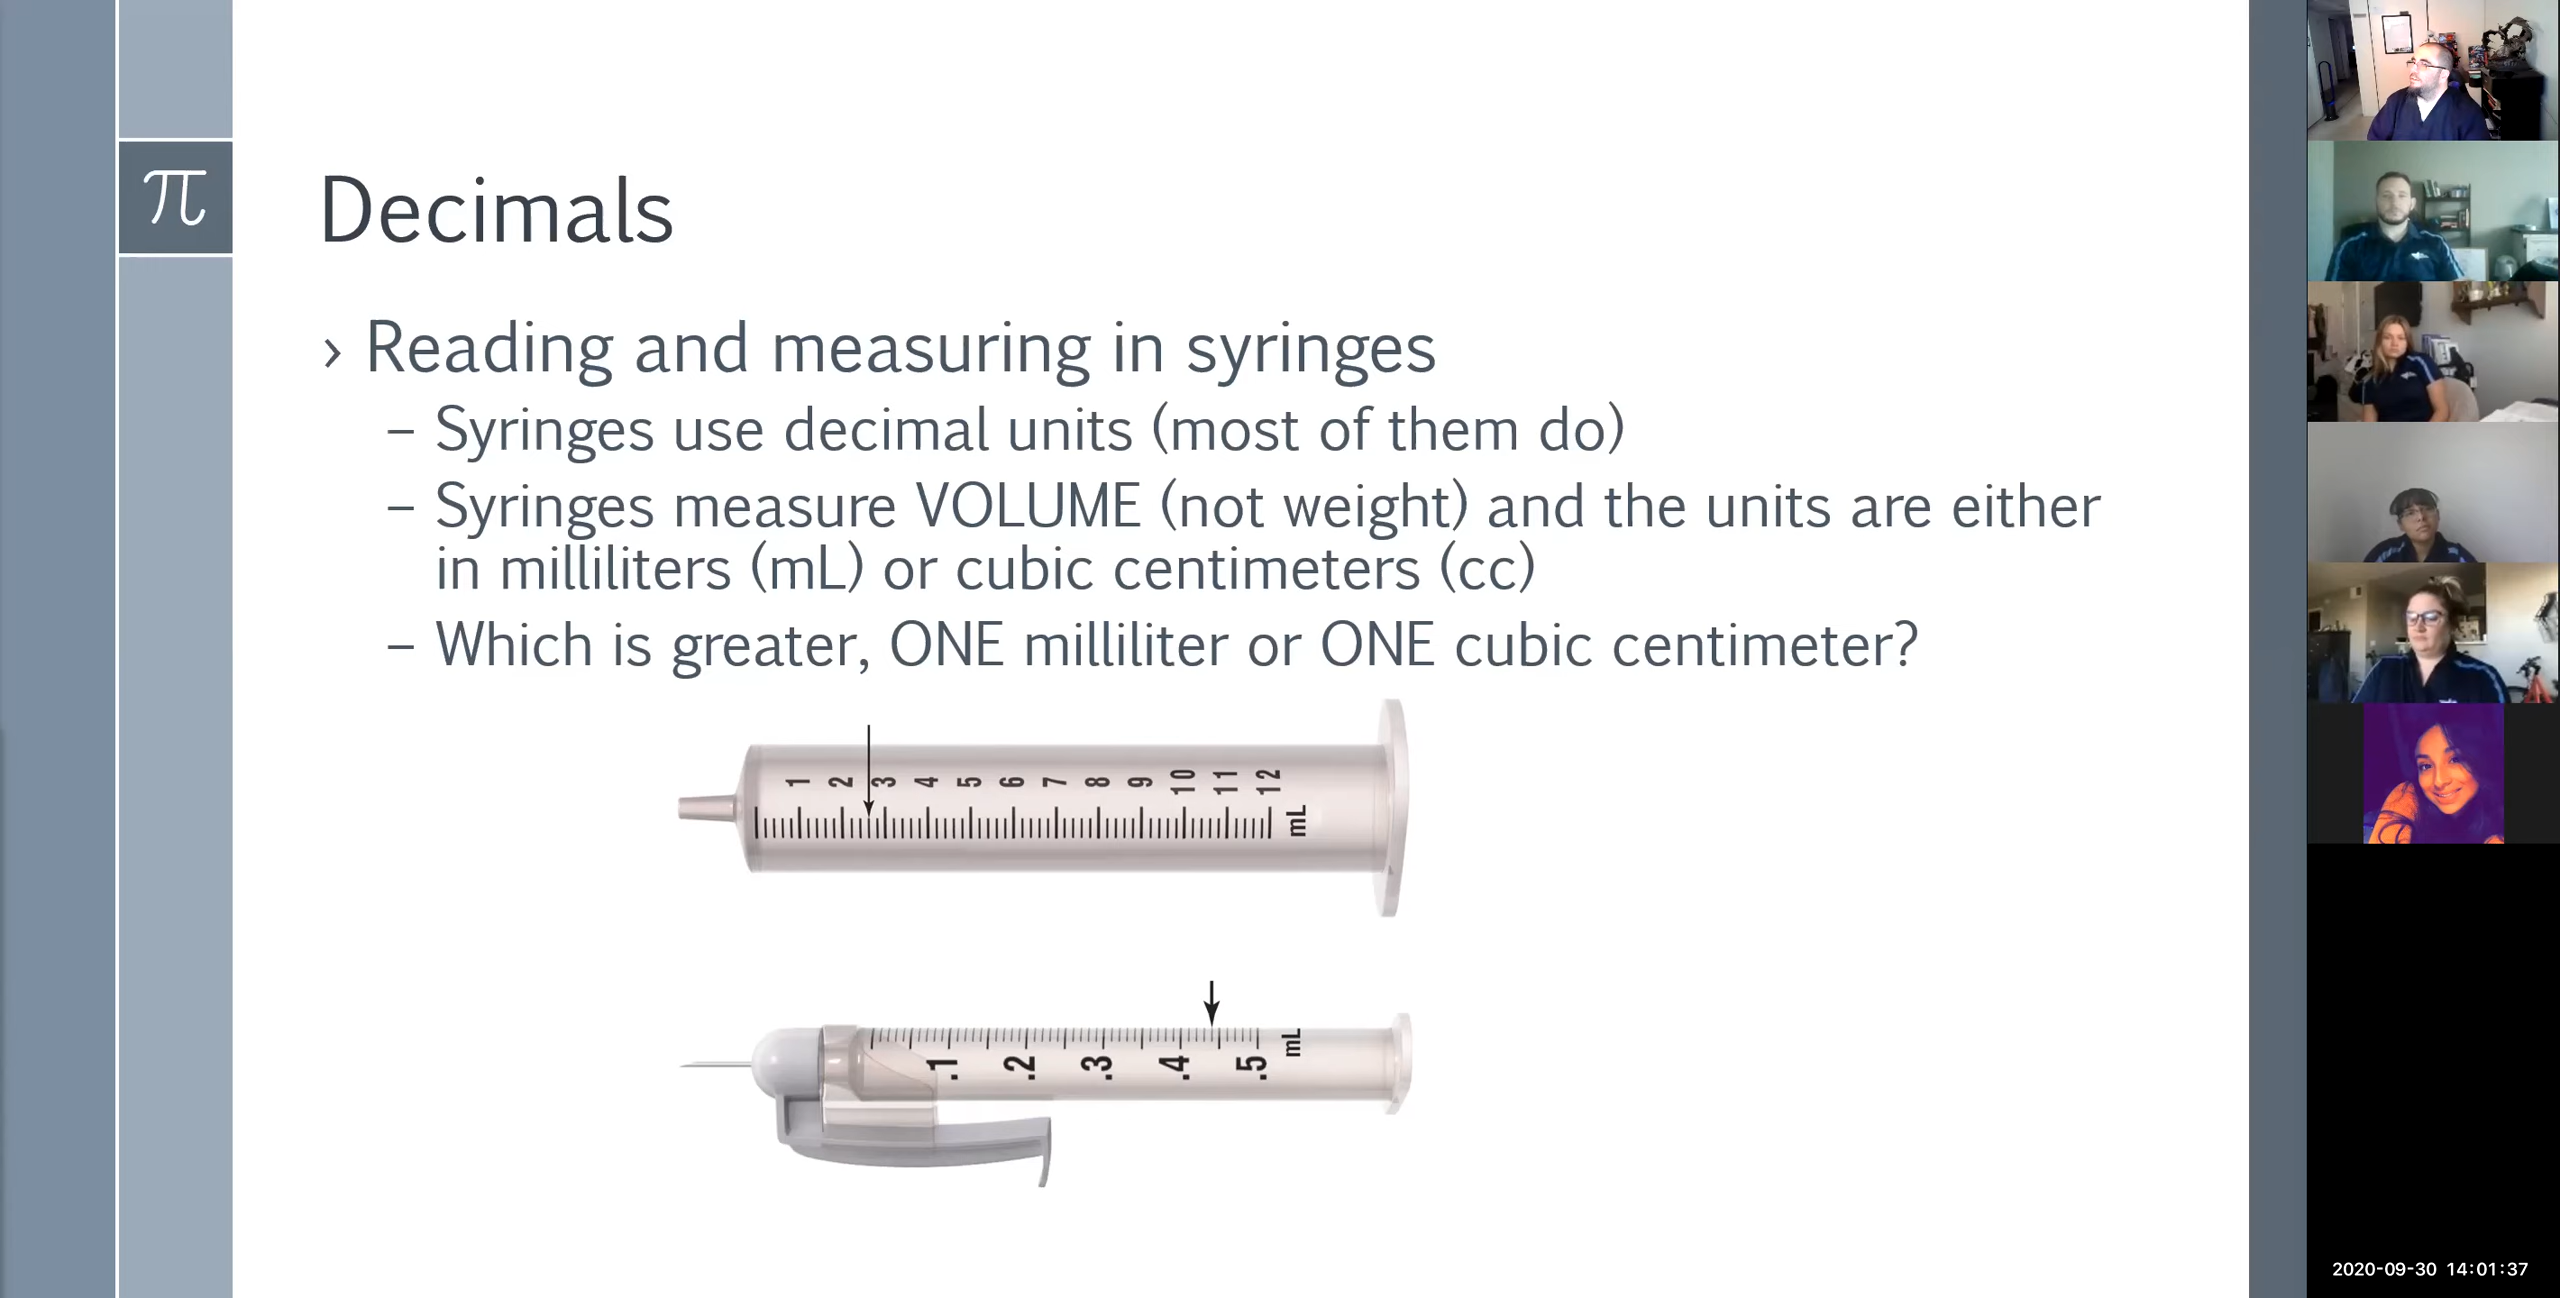 π
Decimals
› Reading and measuring in syringes
– Syringes use decimal units (most of them do)
– Syringes measure VOLUME (not weight) and the units are either
in milliliters (mL) or cubic centimeters (cc)
– Which is greater, ONE milliliter or ONE cubic centimeter?
1 2 3 4 5 6 7 8 9 10 11 12 mL
.1 .2 .3 .4 .5 mL
2020-09-30 14:01:37